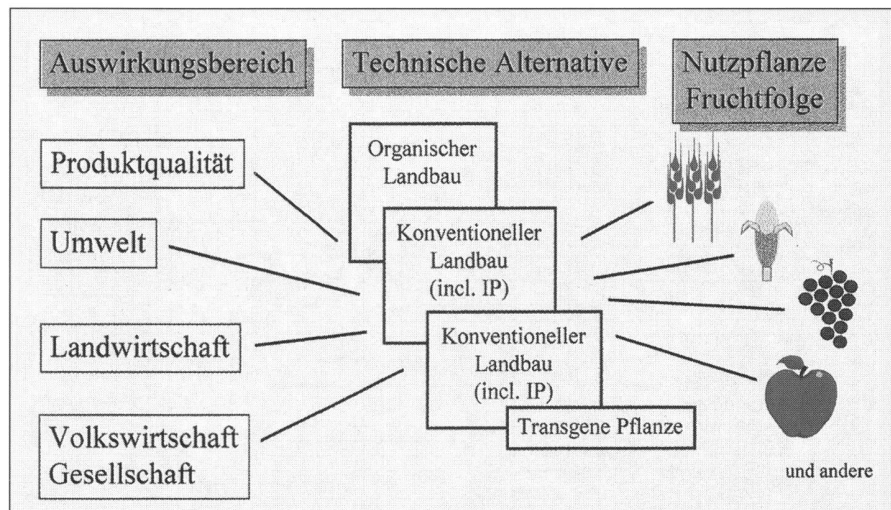 Auswirkungsbereich
Technische Alternative
Nutzpflanze
Fruchtfolge
Produktqualität
Umwelt
Landwirtschaft
Volkswirtschaft
Gesellschaft
Organischer
Landbau
Konventioneller
Landbau
(incl. IP)
Konventioneller
Landbau
(incl. IP)
Transgene Pflanze
und andere